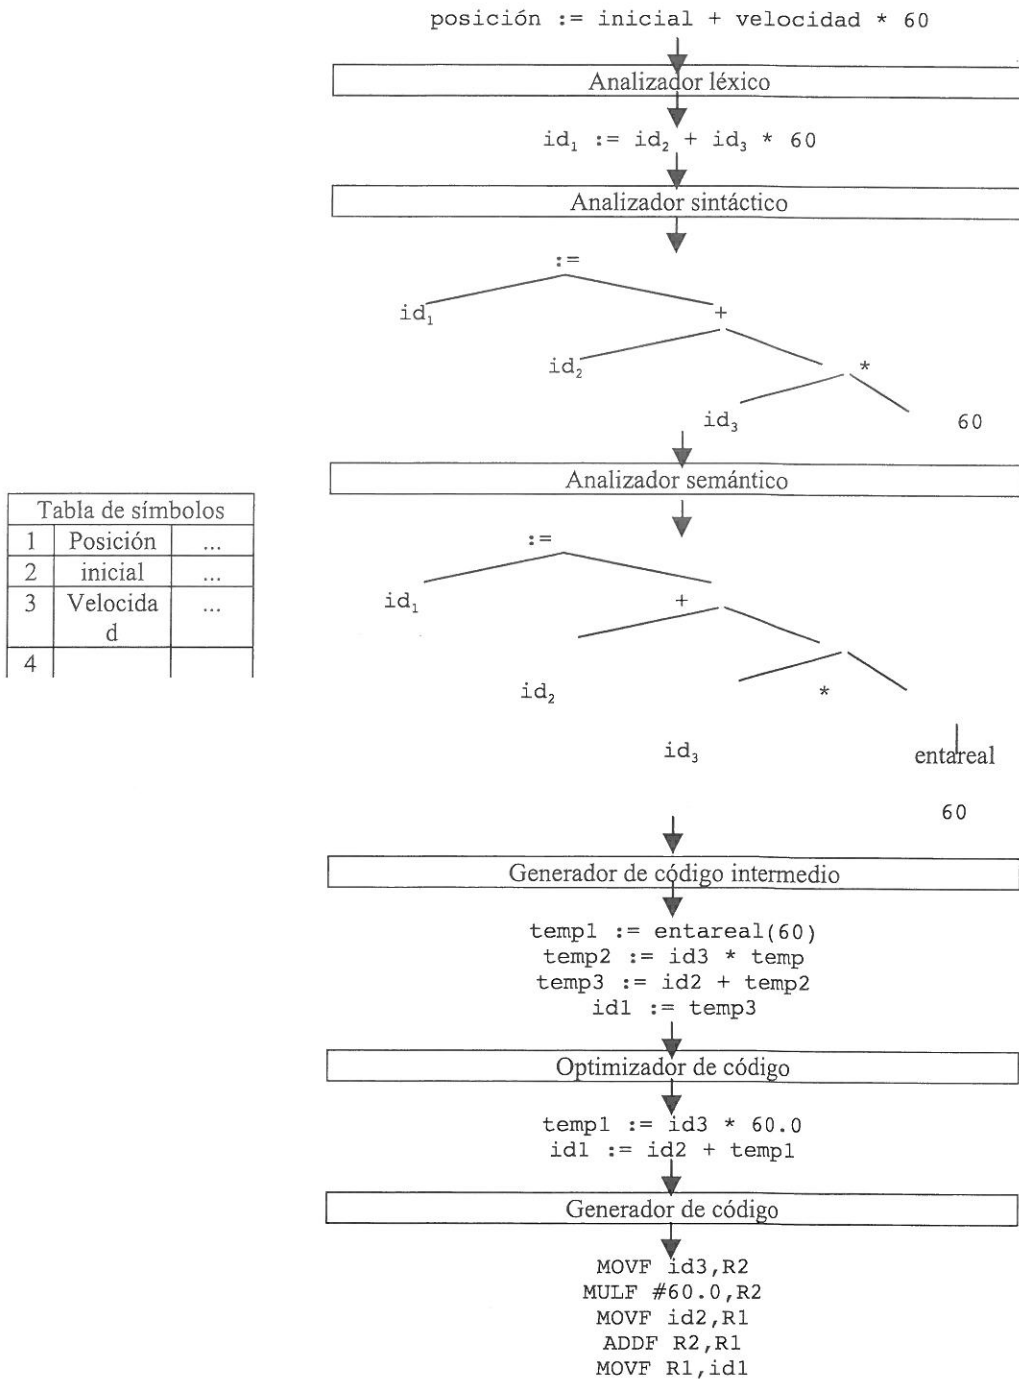 posición := inicial + velocidad * 60
Analizador léxico
id₁ := id₂ + id₃ * 60
Analizador sintáctico
:=
id₁
+
id₂
*
id₃
60
Analizador semántico
Tabla de símbolos
1 Posición ...
2 inicial ...
3 Velocida ...
d
4
:=
id₁
+
id₂
*
id₃
entareal
60
Generador de código intermedio
temp1 := entareal(60)
temp2 := id3 * temp
temp3 := id2 + temp2
id1 := temp3
Optimizador de código
temp1 := id3 * 60.0
id1 := id2 + temp1
Generador de código
MOVF id3,R2
MULF #60.0,R2
MOVF id2,R1
ADDF R2,R1
MOVF R1,id1